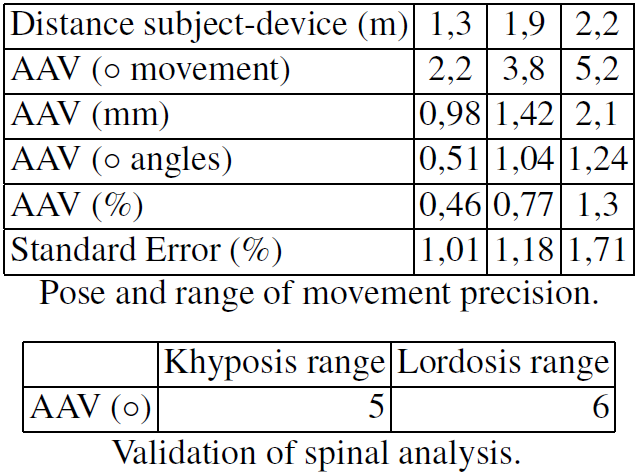 Distance subject-device (m) 1,3 1,9 2,2
AAV (○ movement) 2,2 3,8 5,2
AAV (mm) 0,98 1,42 2,1
AAV (○ angles) 0,51 1,04 1,24
AAV (%) 0,46 0,77 1,3
Standard Error (%) 1,01 1,18 1,71
Pose and range of movement precision.
Khyposis range Lordosis range
AAV (○) 5 6
Validation of spinal analysis.